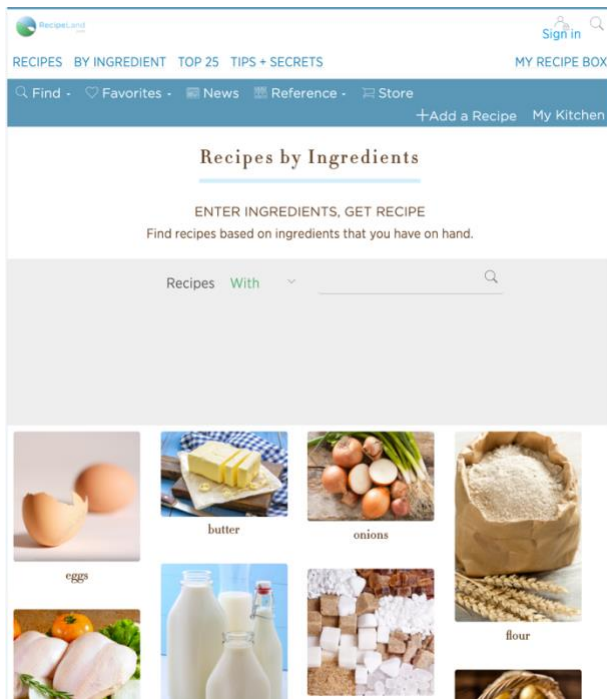 RecipeLand
Sign in
RECIPES BY INGREDIENT TOP 25 TIPS + SECRETS MY RECIPE BOX
Find Favorites News Reference Store
+Add a Recipe My Kitchen
Recipes by Ingredients
ENTER INGREDIENTS, GET RECIPE
Find recipes based on ingredients that you have on hand.
Recipes With
butter
onions
eggs
flour